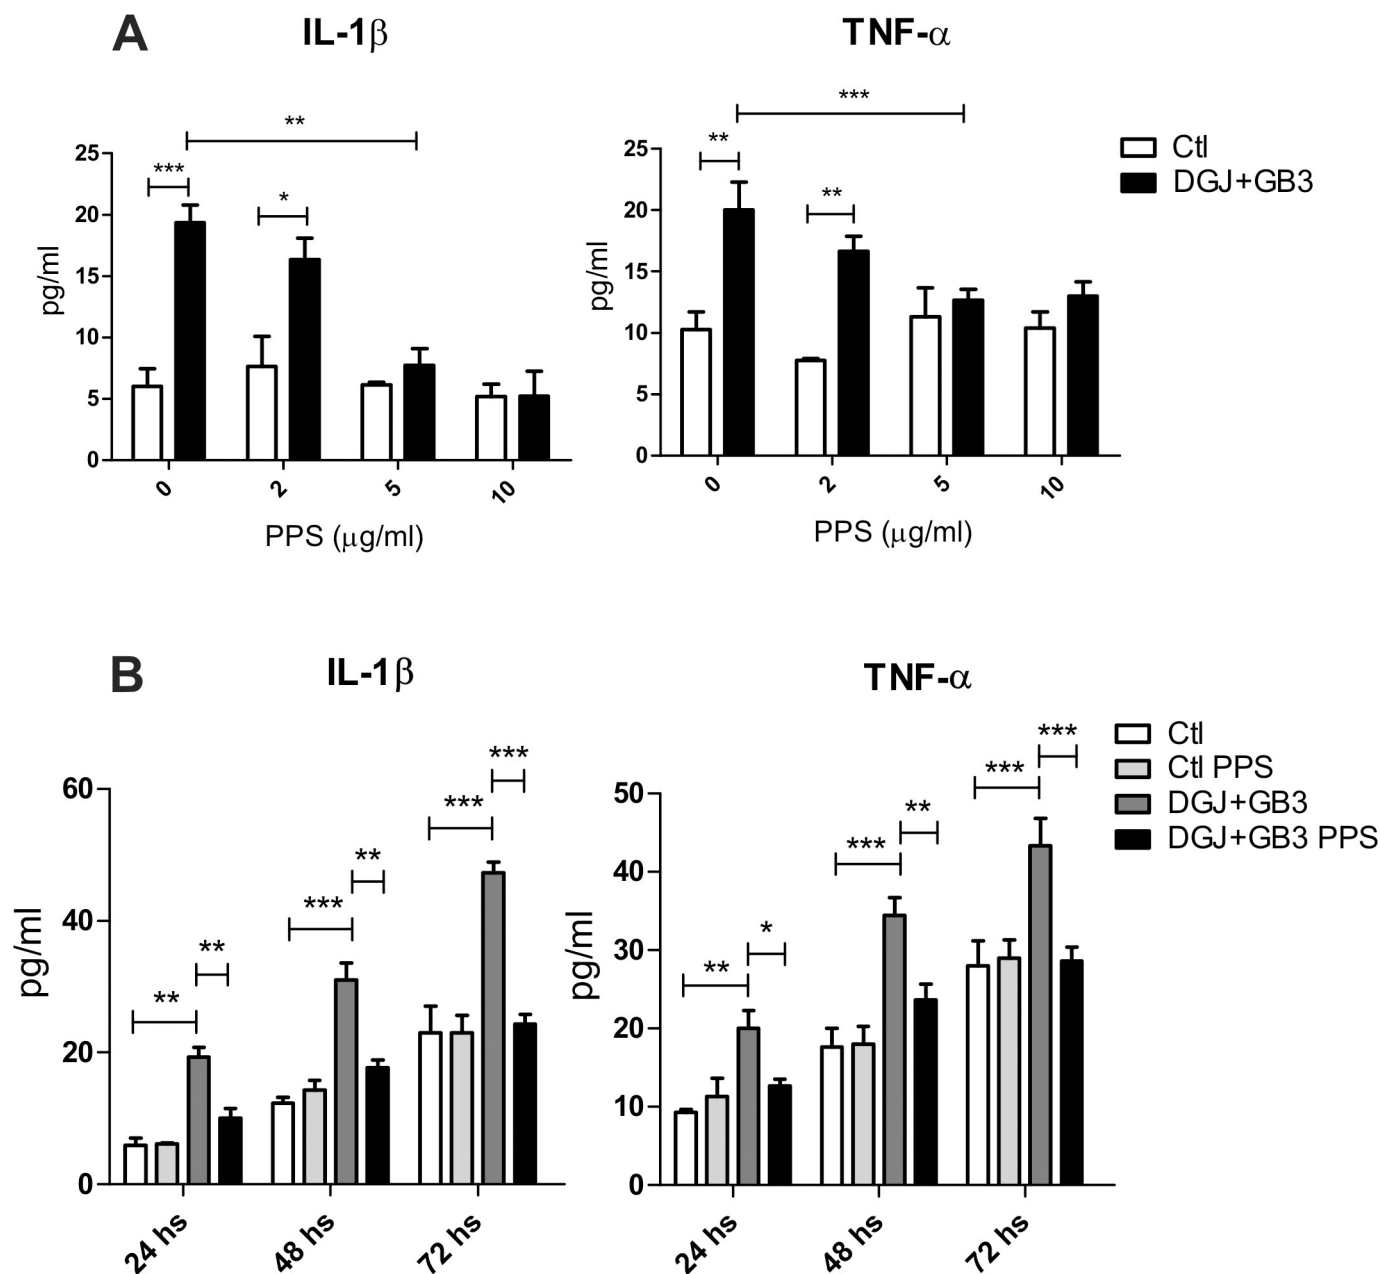 A
IL-1β
TNF-α
**
***
***
*
**
**
25
20
15
10
5
0
pg/ml
0
2
5
10
PPS (μg/ml)
25
20
15
10
5
0
pg/ml
0
2
5
10
PPS (μg/ml)
Ctl
DGJ+GB3
B
IL-1β
TNF-α
**
**
***
**
***
***
60
40
20
0
pg/ml
24 hs
48 hs
72 hs
**
*
***
**
***
***
50
40
30
20
10
0
pg/ml
24 hs
48 hs
72 hs
Ctl
Ctl PPS
DGJ+GB3
DGJ+GB3 PPS